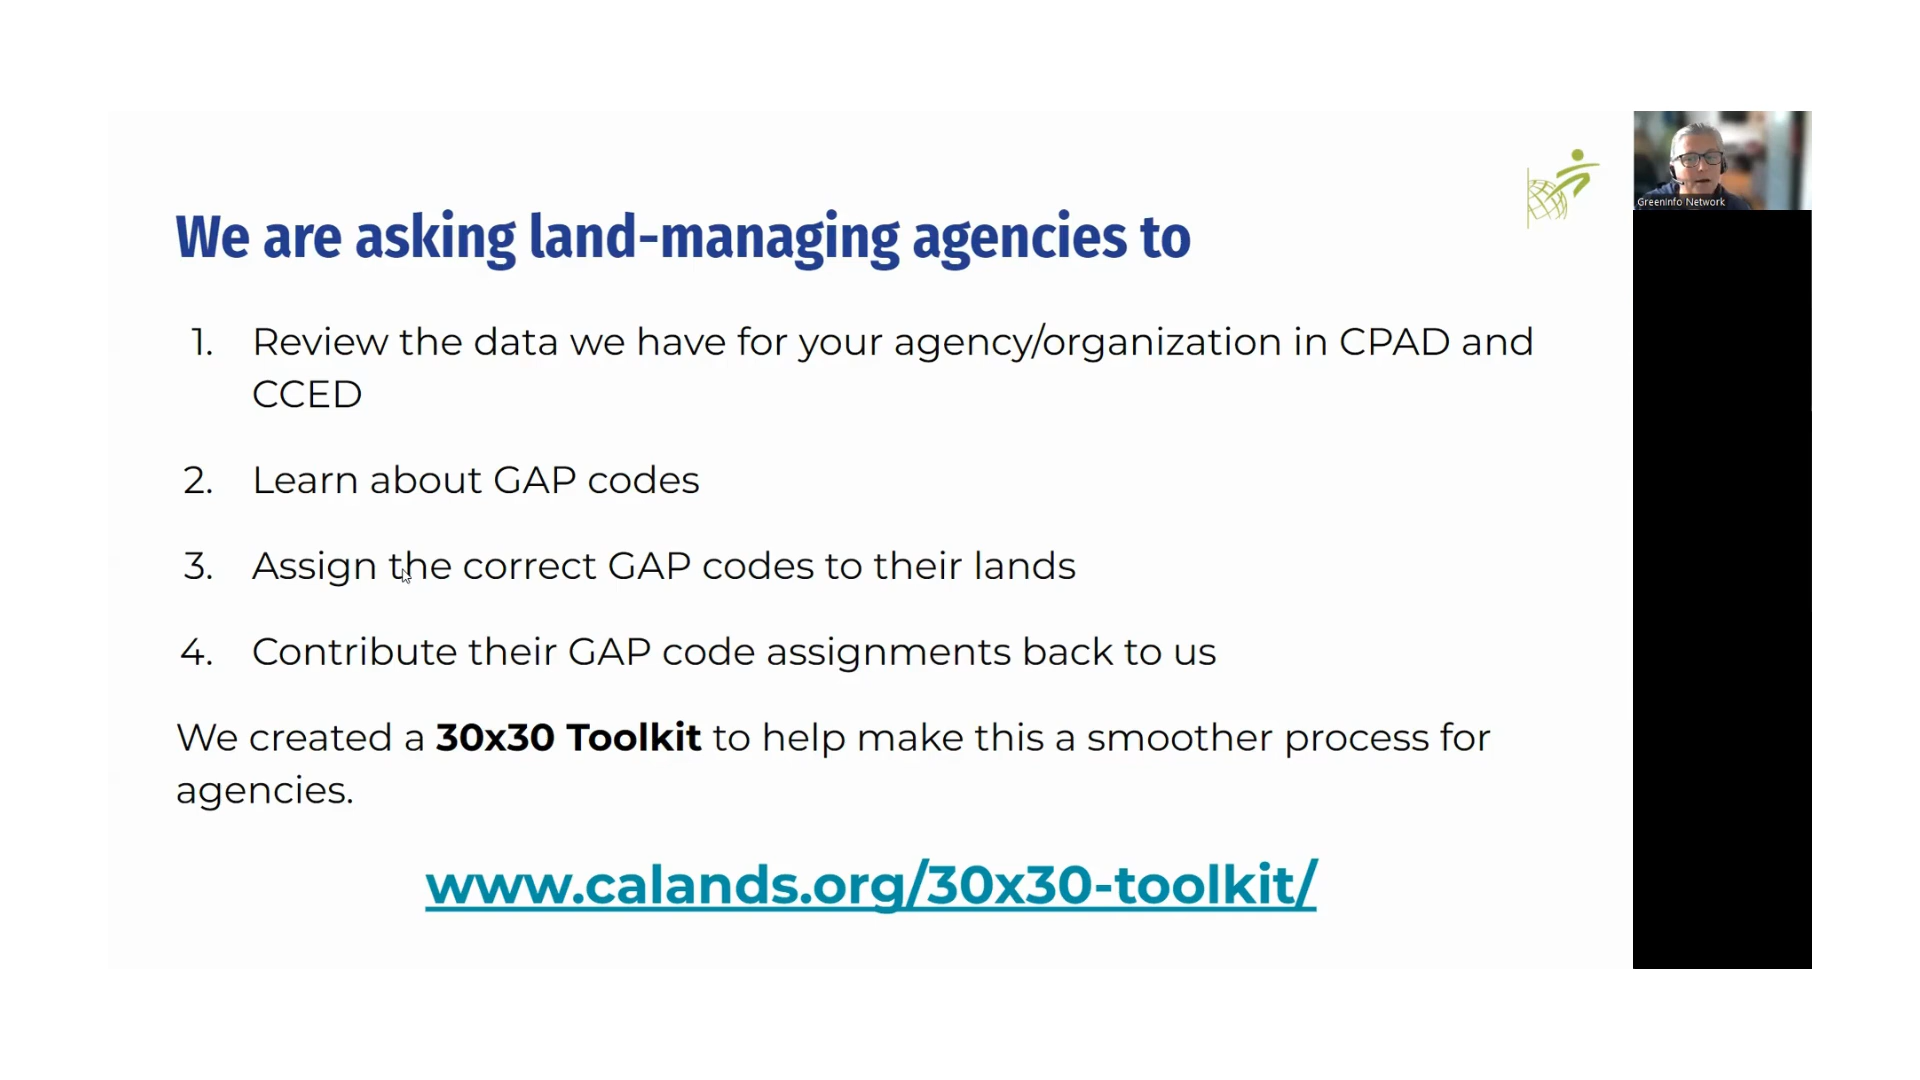 We are asking land-managing agencies to
1. Review the data we have for your agency/organization in CPAD and
CCED
2. Learn about GAP codes
3. Assign the correct GAP codes to their lands
4. Contribute their GAP code assignments back to us
We created a 30x30 Toolkit to help make this a smoother process for
agencies.
www.calands.org/30x30-toolkit/
GreenInfo Network